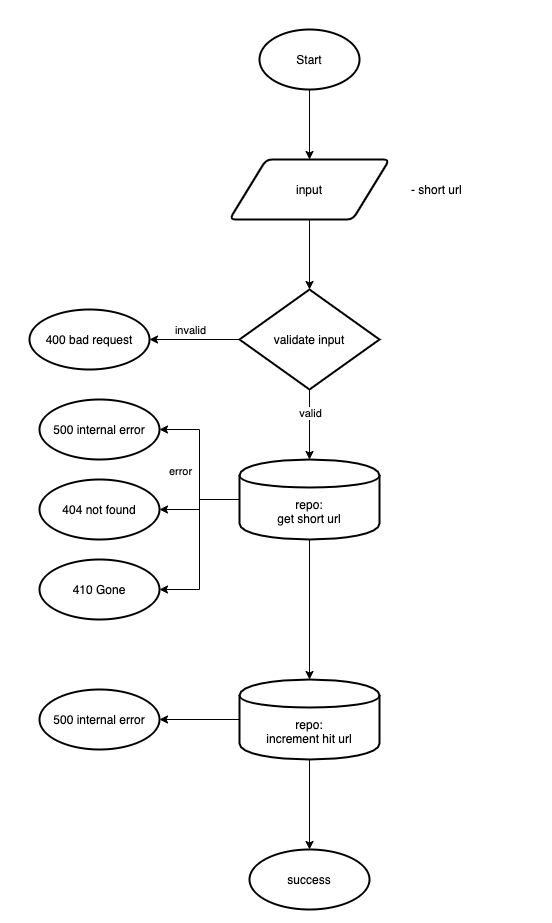 Start
input
- short url
validate input
invalid
400 bad request
valid
500 internal error
error
404 not found
410 Gone
repo:
get short url
500 internal error
repo:
increment hit url
success